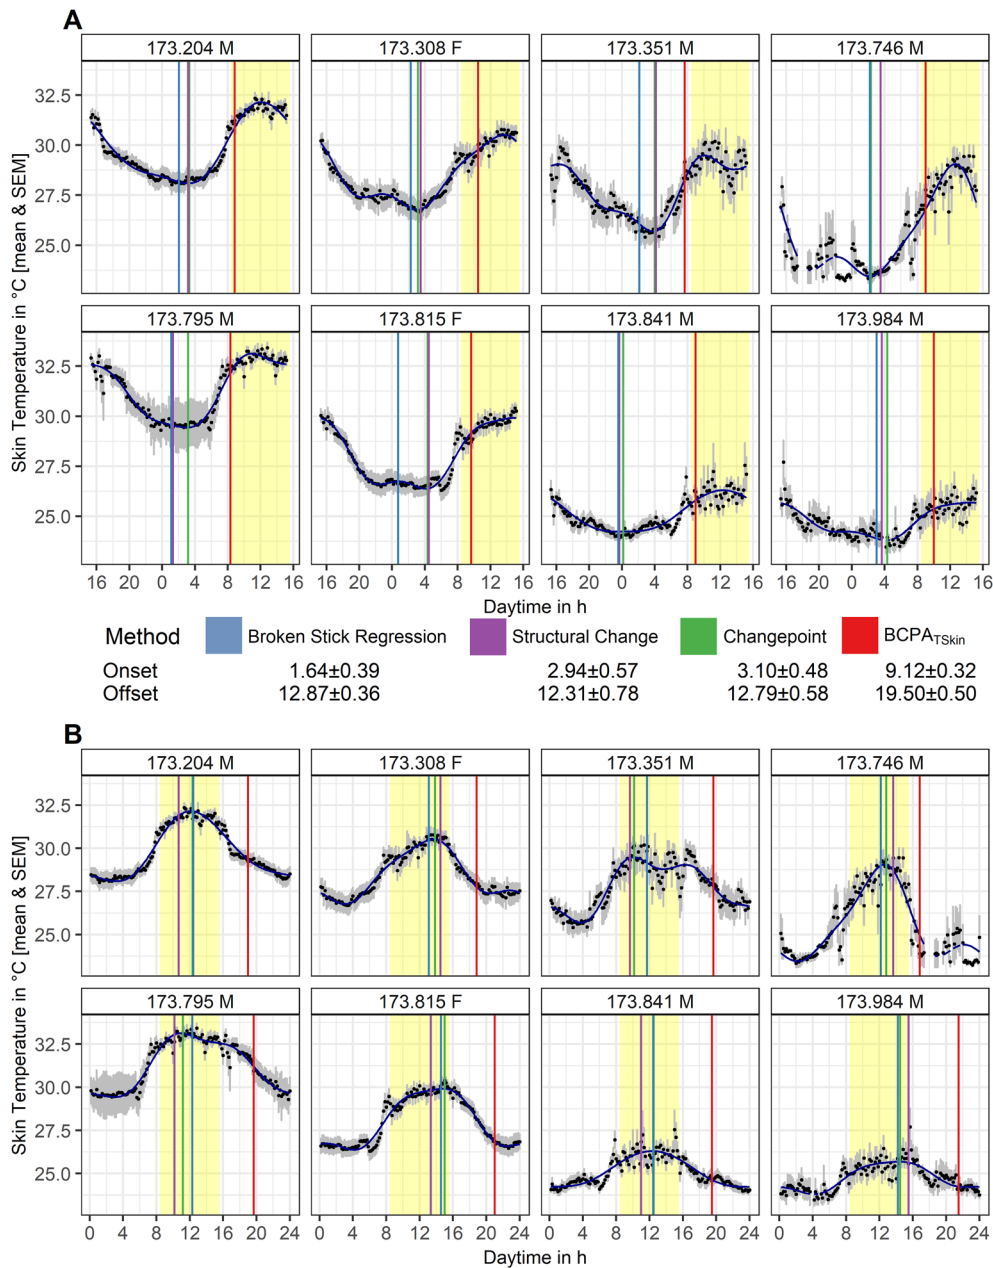 A
173.204 M 173.308 F 173.351 M 173.746 M
32.5
30.0
27.5
25.0
173.795 M 173.815 F 173.841 M 173.984 M
32.5
30.0
27.5
25.0
Skin Temperature in °C [mean & SEM]
16 20 0 4 8 12 16 16 20 0 4 8 12 16 16 20 0 4 8 12 16 16 20 0 4 8 12 16
Daytime in h
Method Broken Stick Regression Structural Change Changepoint BCPATSkin
Onset 1.64±0.39 2.94±0.57 3.10±0.48 9.12±0.32
Offset 12.87±0.36 12.31±0.78 12.79±0.58 19.50±0.50
B
173.204 M 173.308 F 173.351 M 173.746 M
32.5
30.0
27.5
25.0
173.795 M 173.815 F 173.841 M 173.984 M
32.5
30.0
27.5
25.0
Skin Temperature in °C [mean & SEM]
0 4 8 12 16 20 24 0 4 8 12 16 20 24 0 4 8 12 16 20 24 0 4 8 12 16 20 24
Daytime in h